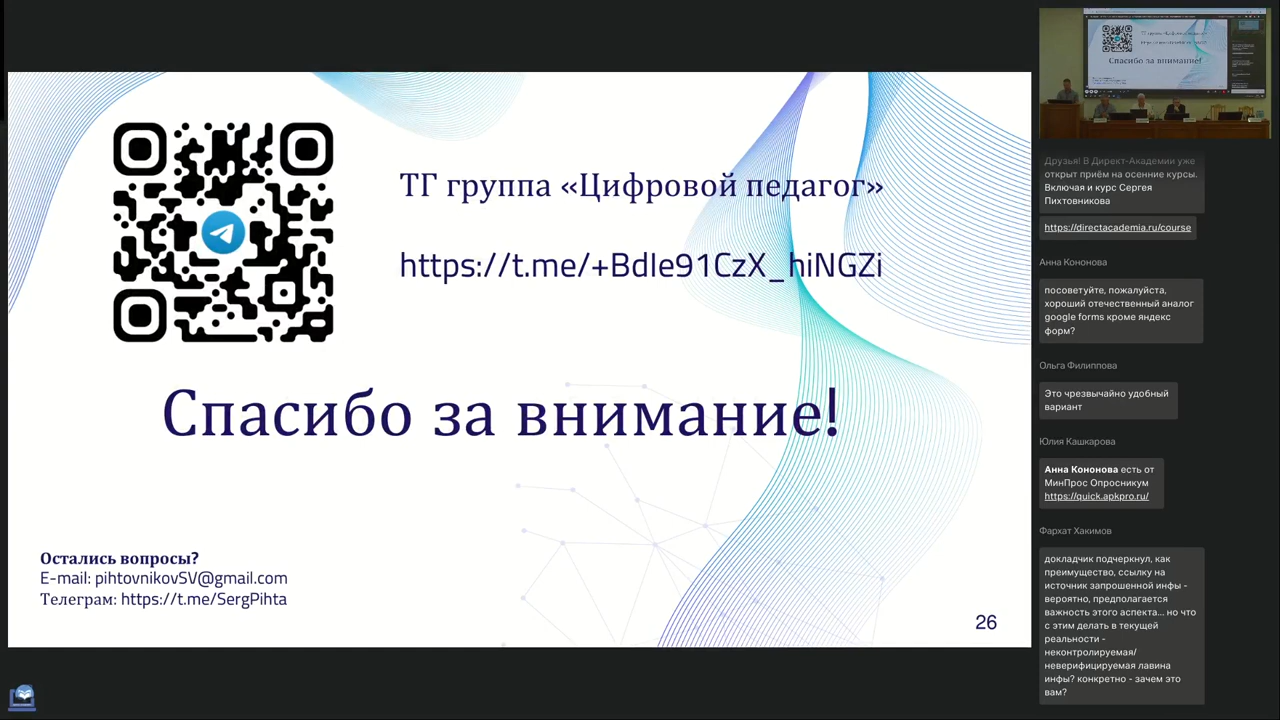 ТГ группа «Цифровой педагог»
https://t.me/+BdIe91CzX_hiNGZi
Спасибо за внимание!
Остались вопросы?
E-mail: pihtovnikovSV@gmail.com
Телеграм: https://t.me/SergPihta
26
Спасибо за внимание!
Друзья! В Директ-Академии уже
открыт приём на осенние курсы.
Включая и курс Сергея
Пихтовникова
https://directacademia.ru/course
Анна Кононова
посоветуйте, пожалуйста,
хороший отечественный аналог
google forms кроме яндекс
форм?
Ольга Филиппова
Это чрезвычайно удобный
вариант
Юлия Кашкарова
Анна Кононова есть от
МинПрос Опросникум
https://quick.apkpro.ru/
Фархат Хакимов
докладчик подчеркнул, как
преимущество, ссылку на
источник запрошенной инфы -
вероятно, предполагается
важность этого аспекта... но что
с этим делать в текущей
реальности -
неконтролируемая/
неверифицируемая лавина
инфы? конкретно - зачем это
вам?